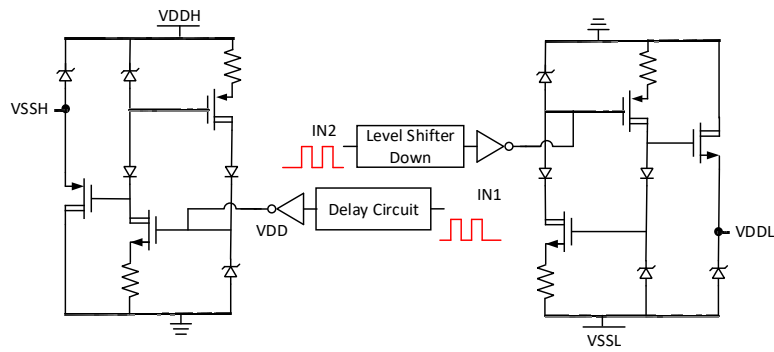 VDDH
VSSH
IN2
Level Shifter
Down
IN1
Delay Circuit
VDD
VDDL
VSSL